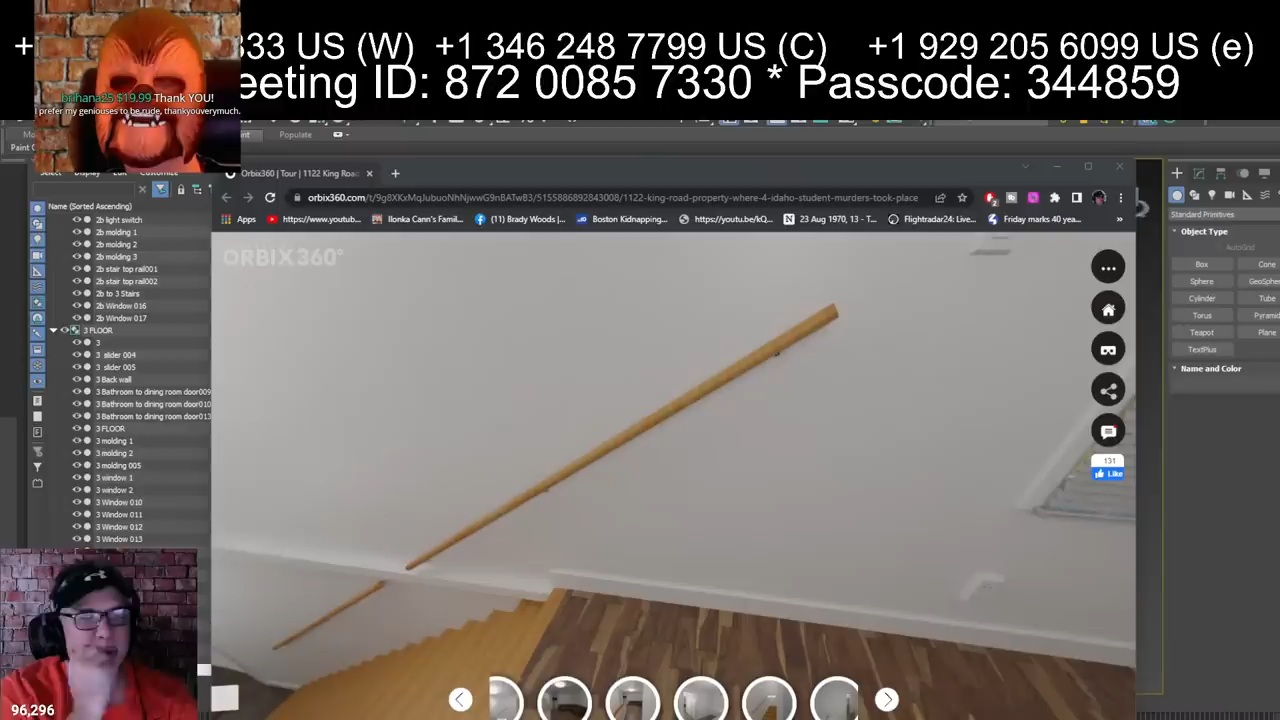 +
333 US (W) +1 346 248 7799 US (C) +1 929 205 6099 US (e)
eeting ID: 872 0085 7330 * Passcode: 344859
brihana25 $19.99 Thank YOU!
I prefer my geniouses to be rude, thankyouverymuch.
Populate
Paint C
Select Display Edit Customize
Name (Sorted Ascending)
2b light switch
2b molding 1
2b molding 2
2b molding 3
2b stair top rail001
2b stair top rail002
2b to 3 Stairs
2b Window 016
2b Window 017
3 FLOOR
3
3 slider 004
3 slider 005
3 Back wall
3 Bathroom to dining room door009
3 Bathroom to dining room door010
3 Bathroom to dining room door013
3 FLOOR
3 molding 1
3 molding 2
3 molding 005
3 window 1
3 window 2
3 Window 010
3 Window 011
3 Window 012
3 Window 013
Orbix360 | Tour | 1122 King Road
orbix360.com/t/9g8XKxMqJubuoNhNjwwG9nBATwB3/5155886892843008/1122-king-road-property-where-4-idaho-student-murders-took-place
Apps
https://www.youtub...
Ilonka Cann's Famil...
(11) Brady Woods |...
Boston Kidnapping...
https://youtu.be/kQ...
23 Aug 1970, 13 - T...
Flightradar24: Live...
Friday marks 40 yea...
»
ORBIX360°
131
Like
Standard Primitives
Object Type
AutoGrid
Box Cone
Sphere GeoSphere
Cylinder Tube
Torus Pyramid
Teapot Plane
TextPlus
Name and Color
96,296